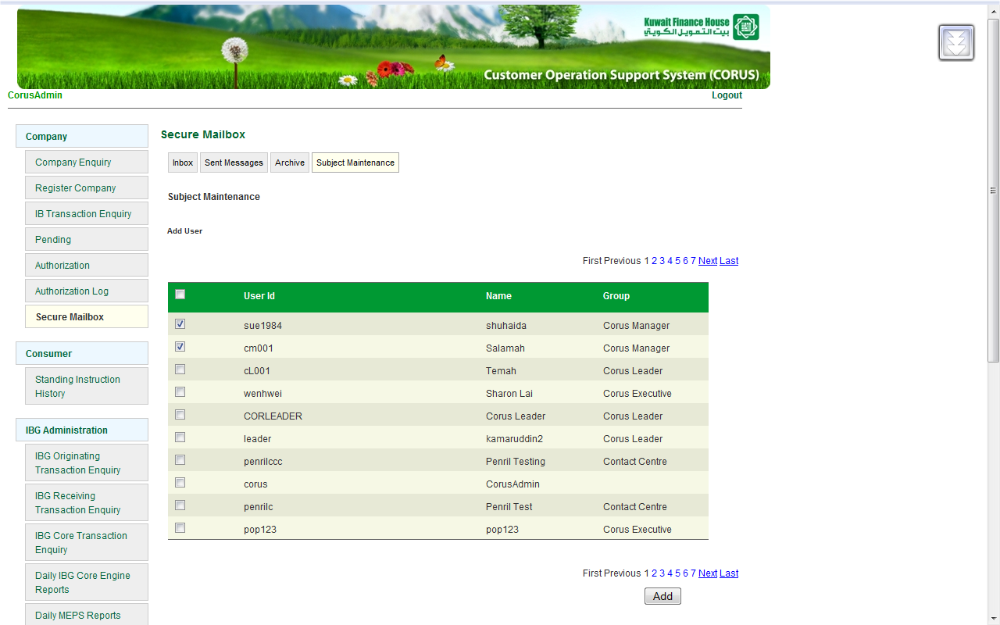 Kuwait Finance House
بيت التمويل الكويتي
Customer Operation Support System (CORUS)
CorusAdmin
Logout
Company
Company Enquiry
Register Company
IB Transaction Enquiry
Pending
Authorization
Authorization Log
Secure Mailbox
Consumer
Standing Instruction
History
IBG Administration
IBG Originating
Transaction Enquiry
IBG Receiving
Transaction Enquiry
IBG Core Transaction
Enquiry
Daily IBG Core Engine
Reports
Daily MEPS Reports
Secure Mailbox
Inbox Sent Messages Archive Subject Maintenance
Subject Maintenance
Add User
First Previous 1 2 3 4 5 6 7 Next Last
User Id Name Group
sue1984 shuhaida Corus Manager
cm001 Salamah Corus Manager
cL001 Temah Corus Leader
wenhwei Sharon Lai Corus Executive
CORLEADER Corus Leader Corus Leader
leader kamaruddin2 Corus Leader
penrilccc Penril Testing Contact Centre
corus CorusAdmin
penrilc Penril Test Contact Centre
pop123 pop123 Corus Executive
First Previous 1 2 3 4 5 6 7 Next Last
Add